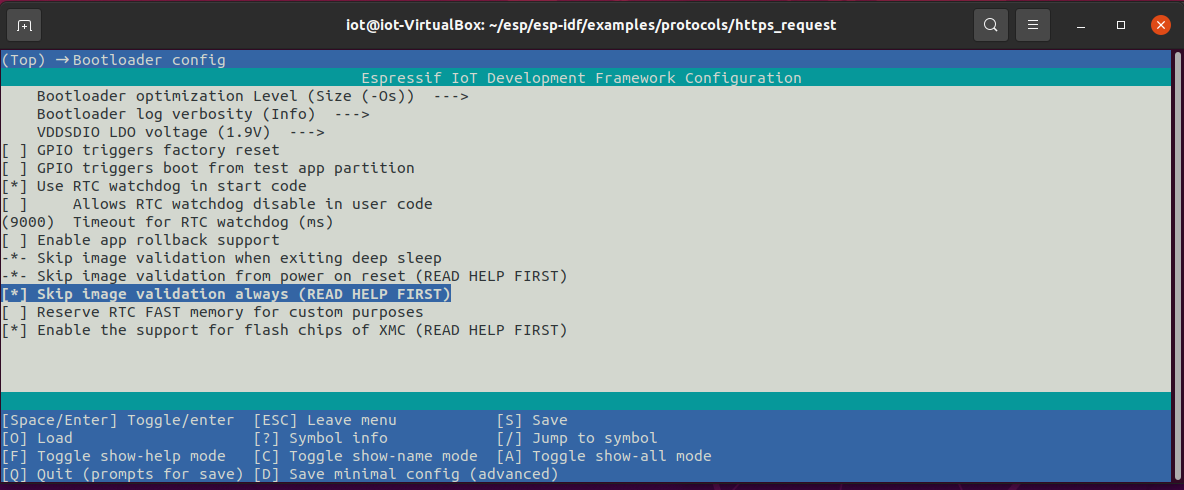 iot@iot-VirtualBox: ~/esp/esp-idf/examples/protocols/https_request
(Top) → Bootloader config
Espressif IoT Development Framework Configuration
Bootloader optimization Level (Size (-Os))  --->
Bootloader log verbosity (Info)  --->
VDDSDIO LDO voltage (1.9V)  --->
[ ] GPIO triggers factory reset
[ ] GPIO triggers boot from test app partition
[*] Use RTC watchdog in start code
[ ]     Allows RTC watchdog disable in user code
(9000)  Timeout for RTC watchdog (ms)
[ ] Enable app rollback support
-*- Skip image validation when exiting deep sleep
-*- Skip image validation from power on reset (READ HELP FIRST)
[*] Skip image validation always (READ HELP FIRST)
[ ] Reserve RTC FAST memory for custom purposes
[*] Enable the support for flash chips of XMC (READ HELP FIRST)
[Space/Enter] Toggle/enter  [ESC] Leave menu           [S] Save
[O] Load                    [?] Symbol info            [/] Jump to symbol
[F] Toggle show-help mode   [C] Toggle show-name mode  [A] Toggle show-all mode
[Q] Quit (prompts for save) [D] Save minimal config (advanced)